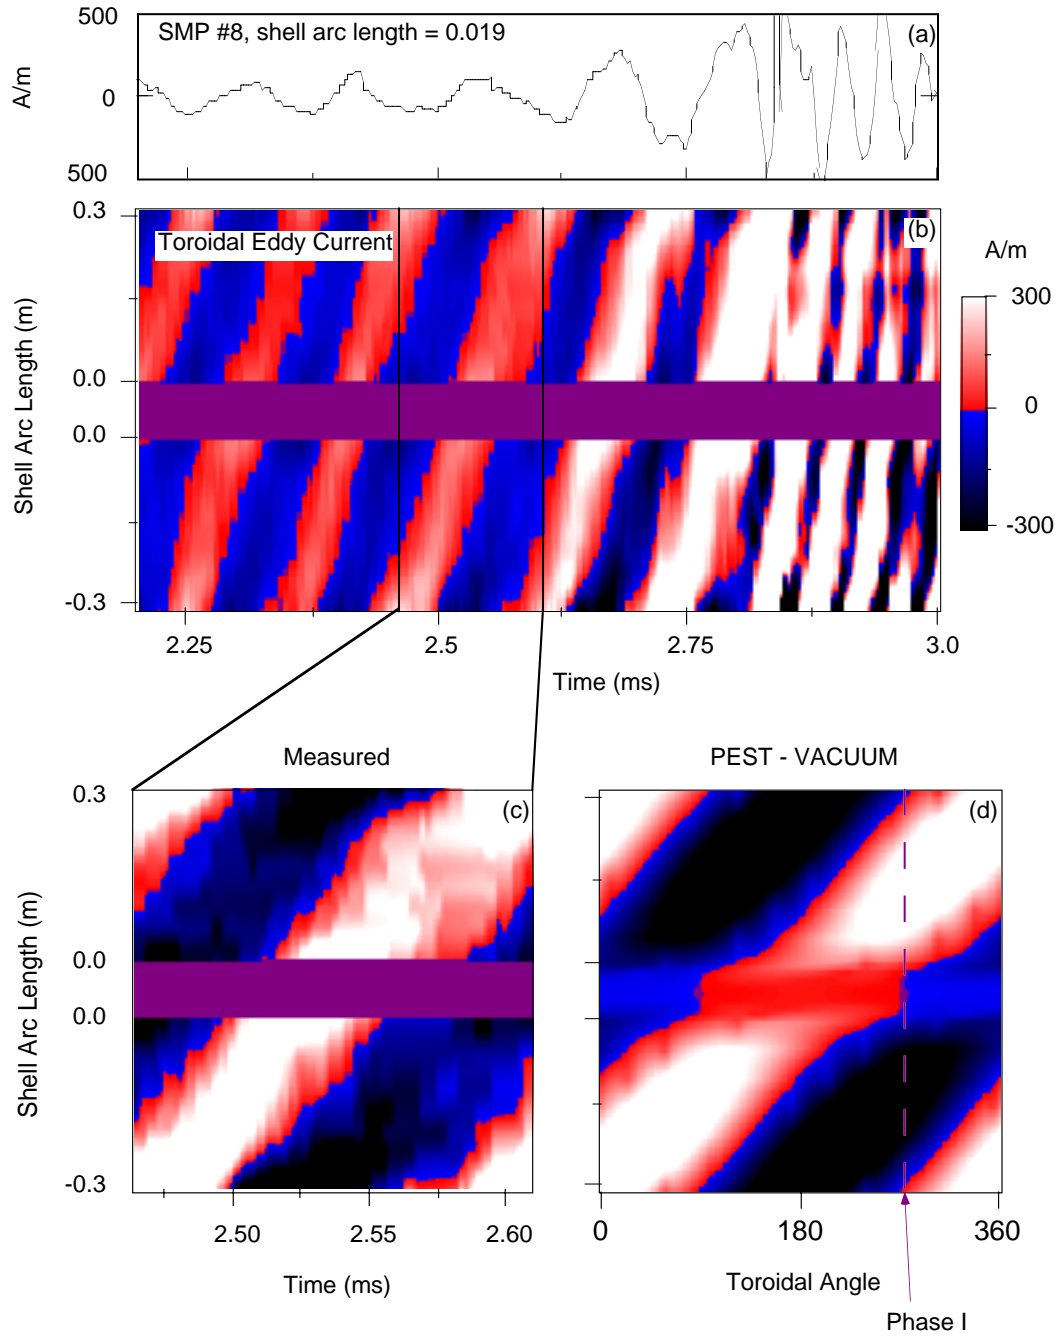 500
SMP #8, shell arc length = 0.019
(a)
A/m
0
500
0.3
Toroidal Eddy Current
(b)
A/m
300
0
-300
Shell Arc Length (m)
0.0
0.0
-0.3
2.25
2.5
2.75
3.0
Time (ms)
Measured
PEST - VACUUM
0.3
(c)
(d)
Shell Arc Length (m)
0.0
0.0
-0.3
2.50
2.55
2.60
0
180
360
Time (ms)
Toroidal Angle
Phase I